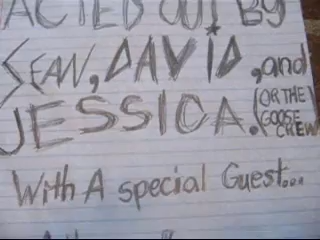 ACTED OUT BY
SEAN, DAVID, and
JESSICA. (OR THE
GOOSE
CREW)
With A special Guest...